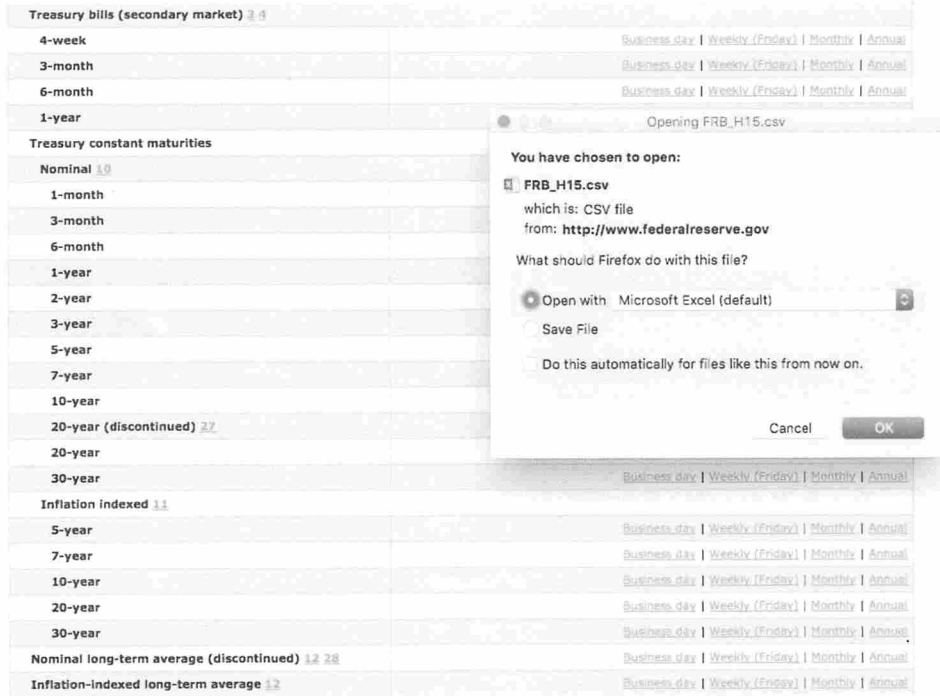 Treasury bills (secondary market) 3 4
4-week Business day | Weekly (Friday) | Monthly | Annual
3-month Business day | Weekly (Friday) | Monthly | Annual
6-month Business day | Weekly (Friday) | Monthly | Annual
1-year
Treasury constant maturities
Nominal 10
1-month
3-month
6-month
1-year
2-year
3-year
5-year
7-year
10-year
20-year (discontinued) 27
20-year
30-year Business day | Weekly (Friday) | Monthly | Annual
Inflation indexed 11
5-year Business day | Weekly (Friday) | Monthly | Annual
7-year Business day | Weekly (Friday) | Monthly | Annual
10-year Business day | Weekly (Friday) | Monthly | Annual
20-year Business day | Weekly (Friday) | Monthly | Annual
30-year Business day | Weekly (Friday) | Monthly | Annual
Nominal long-term average (discontinued) 12 28 Business day | Weekly (Friday) | Monthly | Annual
Inflation-indexed long-term average 12 Business day | Weekly (Friday) | Monthly | Annual
Opening FRB_H15.csv
You have chosen to open:
FRB_H15.csv
which is: CSV file
from: http://www.federalreserve.gov
What should Firefox do with this file?
Open with Microsoft Excel (default)
Save File
Do this automatically for files like this from now on.
Cancel OK